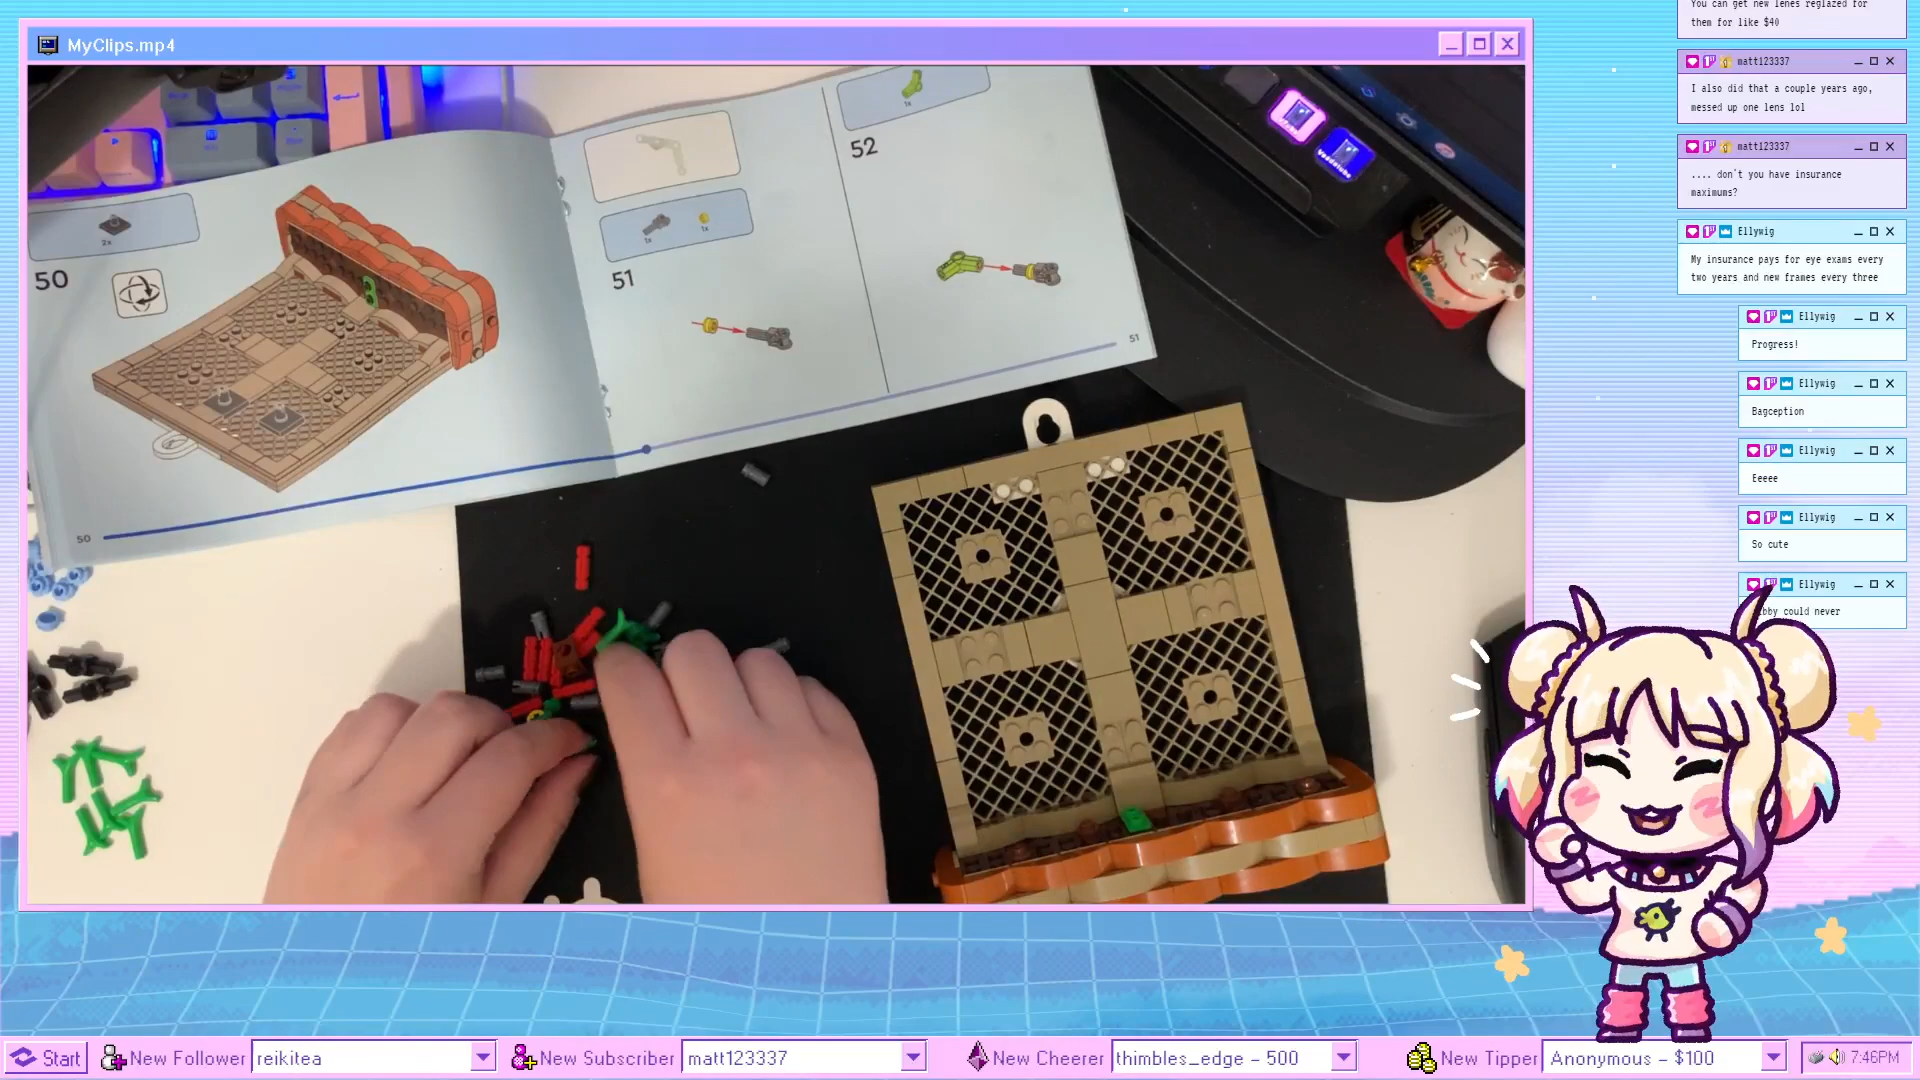 MyClips.mp4
2x
50
1x
1x
51
1x
52
50
51
You can get new lenes reglazed for
them for like $40
matt123337
I also did that a couple years ago,
messed up one lens lol
matt123337
.... don't you have insurance
maximums?
Ellywig
My insurance pays for eye exams every
two years and new frames every three
Ellywig
Progress!
Ellywig
Bagception
Ellywig
Eeeee
Ellywig
So cute
Ellywig
could never
Start
New Follower
reikitea
New Subscriber
matt123337
New Cheerer
thimbles_edge - 500
New Tipper
Anonymous - $100
7:46PM